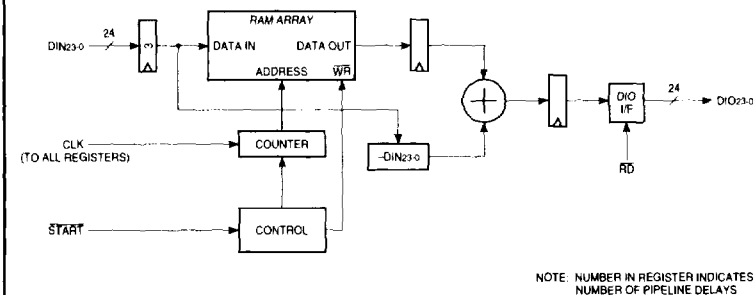 RAM ARRAY
24
DIN23-0
3
DATA IN DATA OUT
ADDRESS WR
24
DIO I/F
DIO23-0
CLK
(TO ALL REGISTERS)
COUNTER
–DIN23-0
RD
START
CONTROL
NOTE: NUMBER IN REGISTER INDICATES
NUMBER OF PIPELINE DELAYS